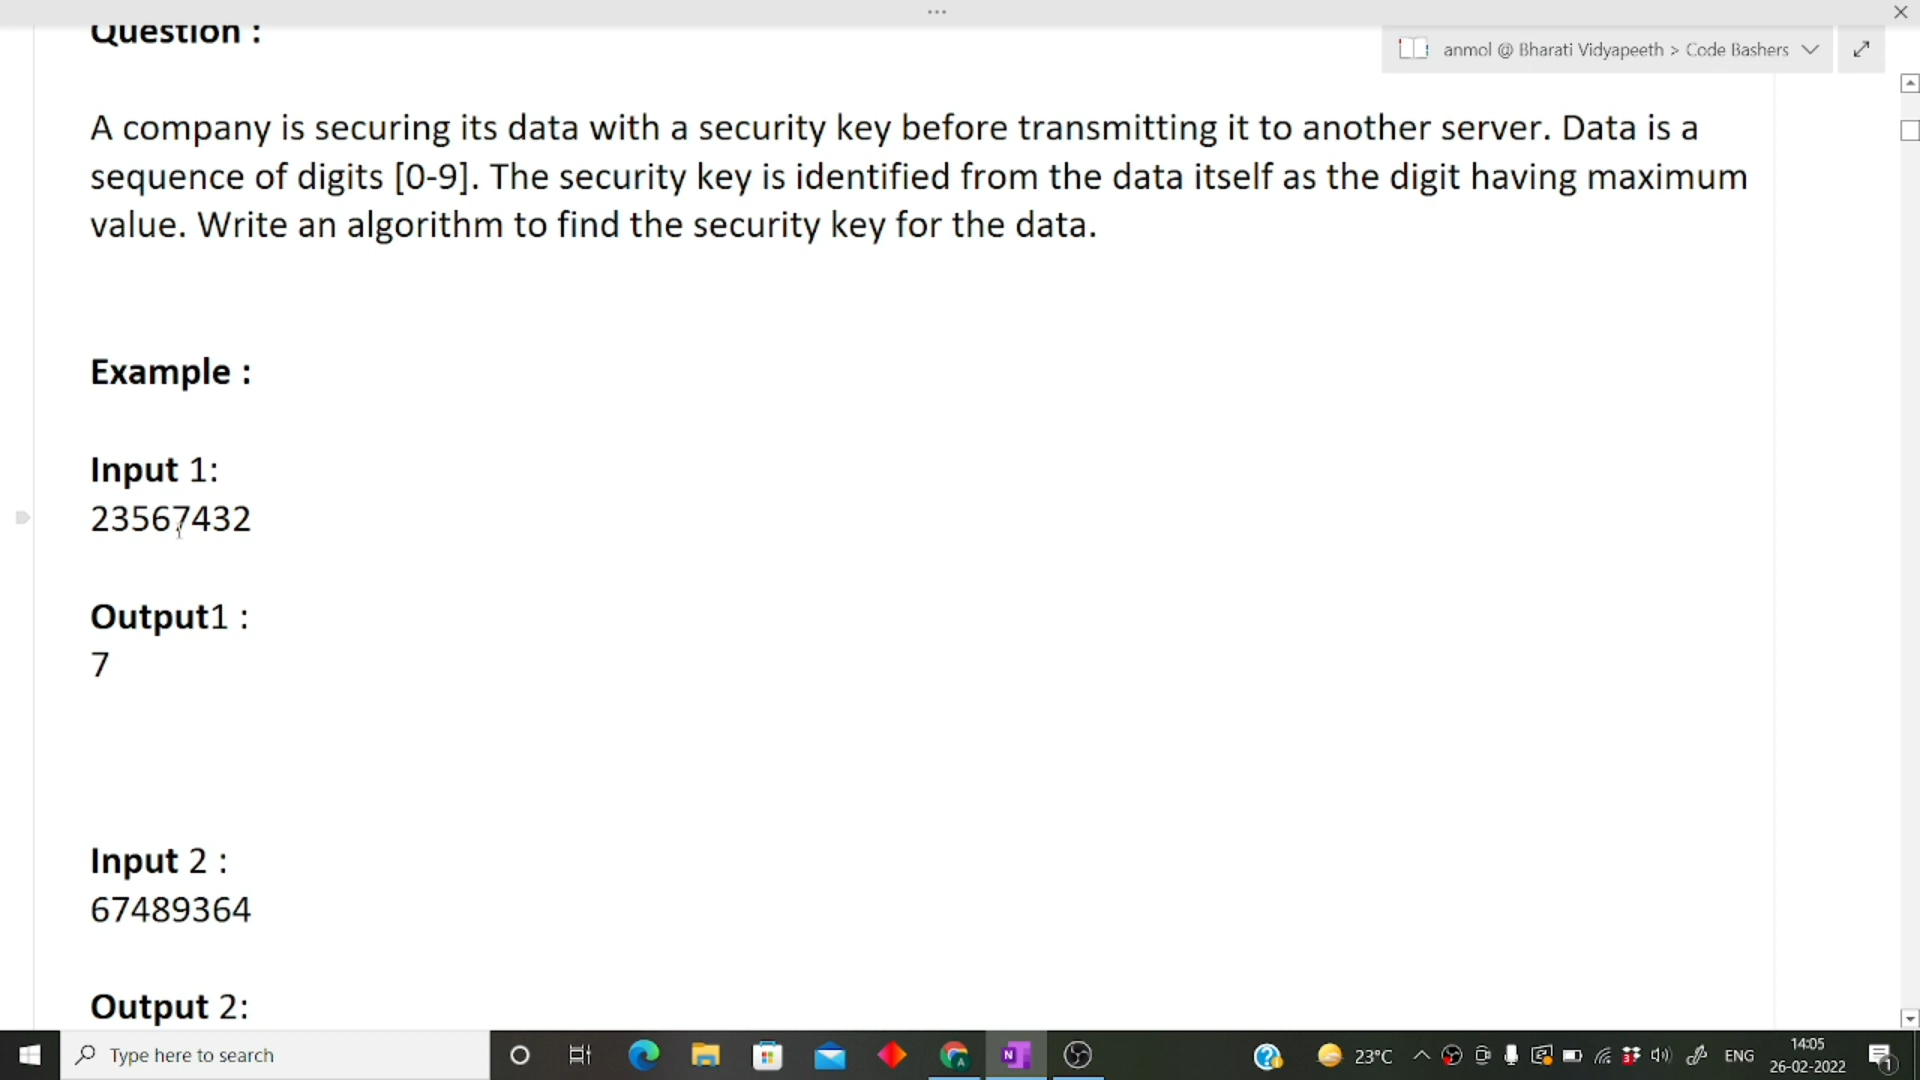 Question :
anmol @ Bharati Vidyapeeth > Code Bashers
A company is securing its data with a security key before transmitting it to another server. Data is a
sequence of digits [0-9]. The security key is identified from the data itself as the digit having maximum
value. Write an algorithm to find the security key for the data.
Example :
Input 1:
23567432
Output1 :
7
Input 2 :
67489364
Output 2:
Type here to search
23°C
ENG
14:05
26-02-2022
1